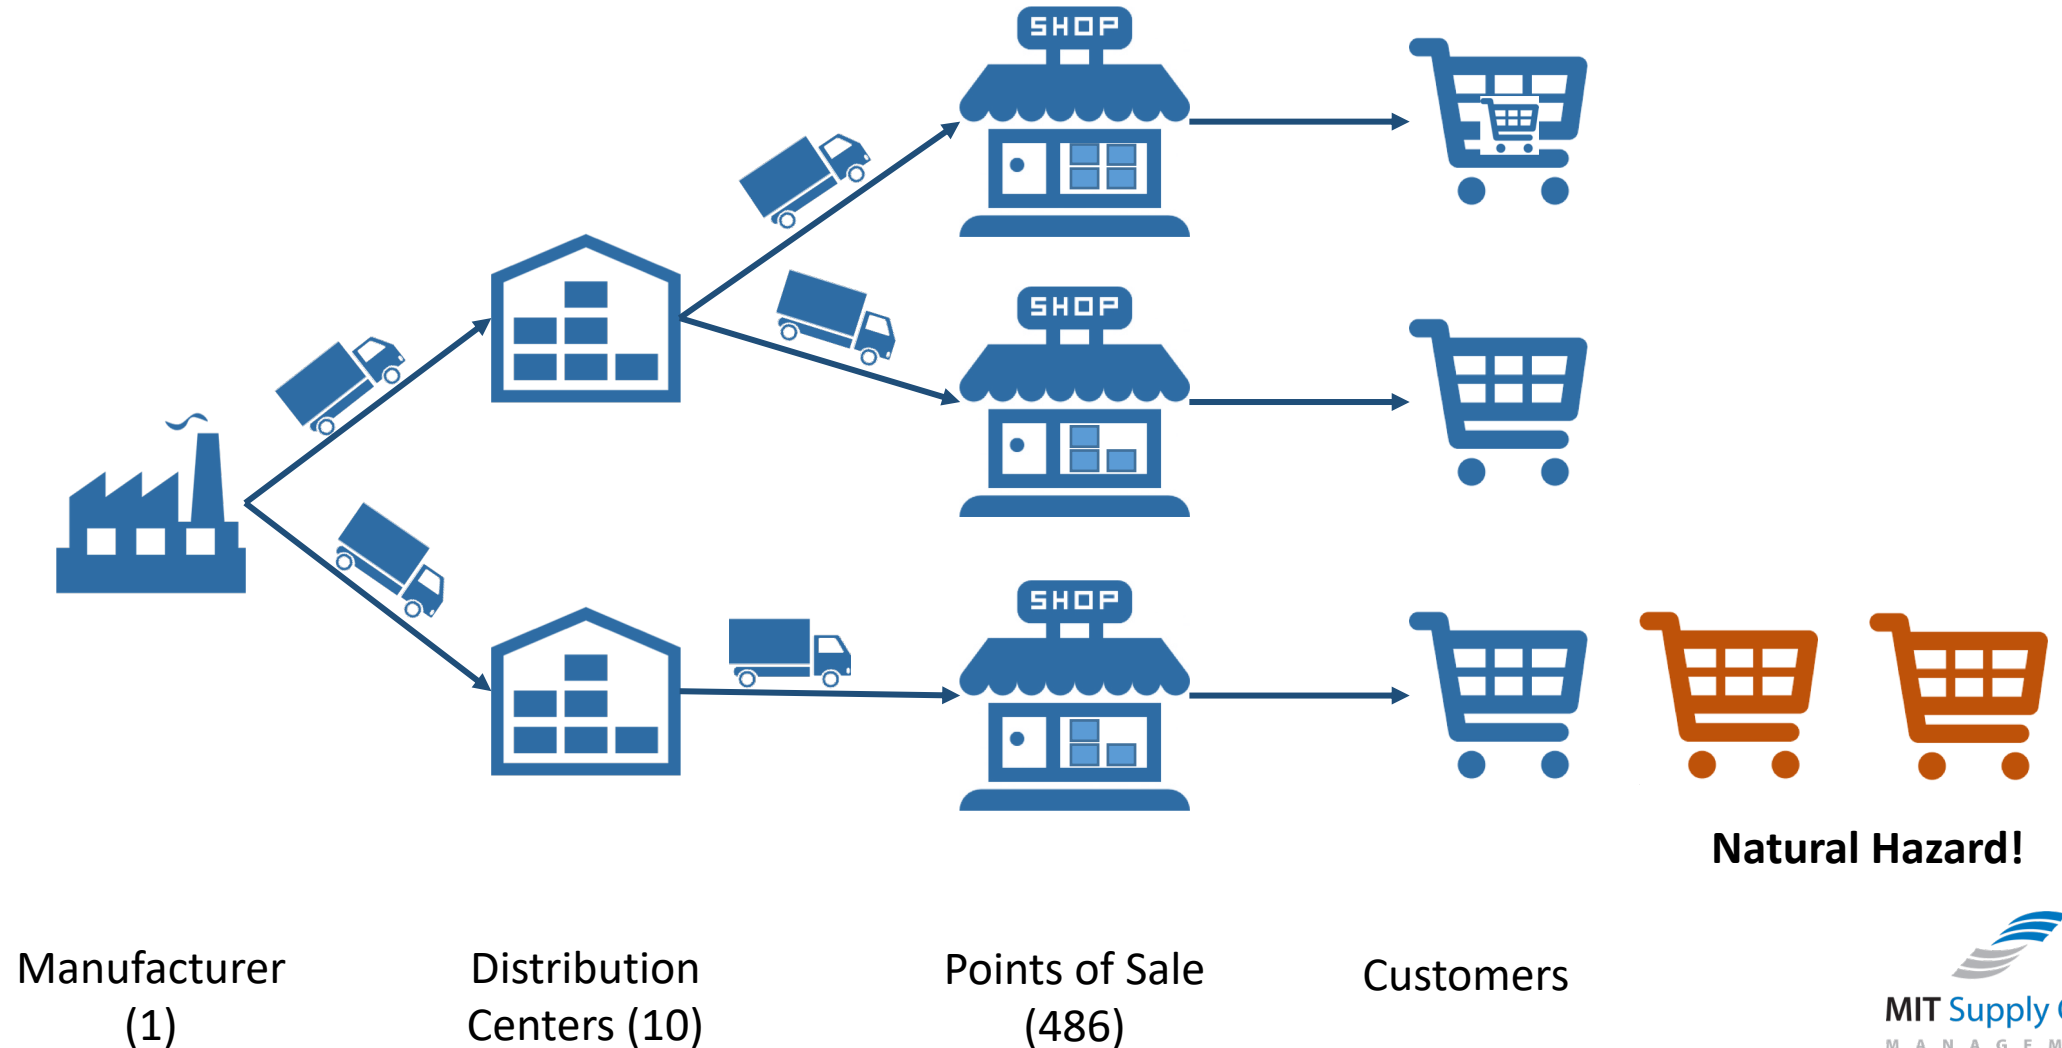 SHOP
SHOP
SHOP
Natural Hazard!
Manufacturer
(1)
Distribution
Centers (10)
Points of Sale
(486)
Customers
MIT Supply